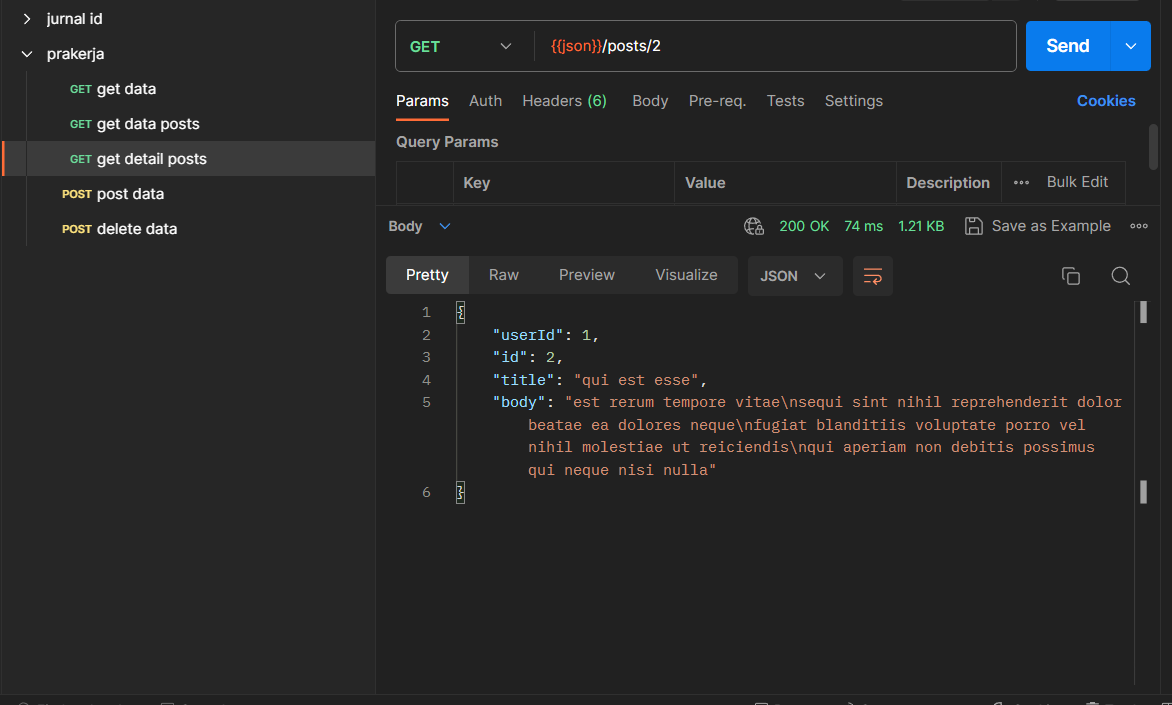 jurnal id
prakerja
GET get data
GET get data posts
GET get detail posts
POST post data
POST delete data
GET {{json}}/posts/2 Send
Params Auth Headers (6) Body Pre-req. Tests Settings Cookies
Query Params
Key Value Description ••• Bulk Edit
Body 200 OK 74 ms 1.21 KB Save as Example
Pretty Raw Preview Visualize JSON
1 {
2 "userId": 1,
3 "id": 2,
4 "title": "qui est esse",
5 "body": "est rerum tempore vitae\nsequi sint nihil reprehenderit dolor
beatae ea dolores neque\nfugiat blanditiis voluptate porro vel
nihil molestiae ut reiciendis\nqui aperiam non debitis possimus
qui neque nisi nulla"
6 }